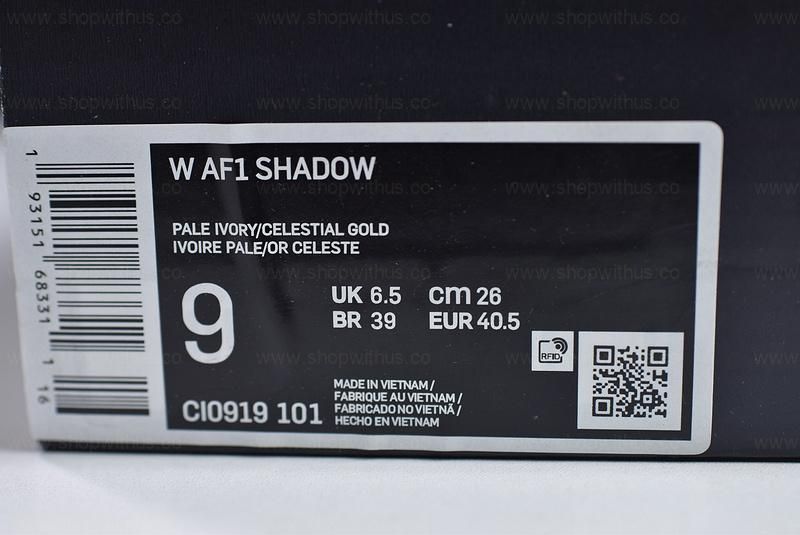 W AF1 SHADOW
PALE IVORY/CELESTIAL GOLD
IVOIRE PALE/OR CELESTE
9
UK 6.5 cm 26
BR 39 EUR 40.5
RFID
CI0919 101
MADE IN VIETNAM /
FABRIQUE AU VIETNAM /
FABRICADO NO VIETNÃ /
HECHO EN VIETNAM
1 93151 68331 1 16
www.shopwithus.co